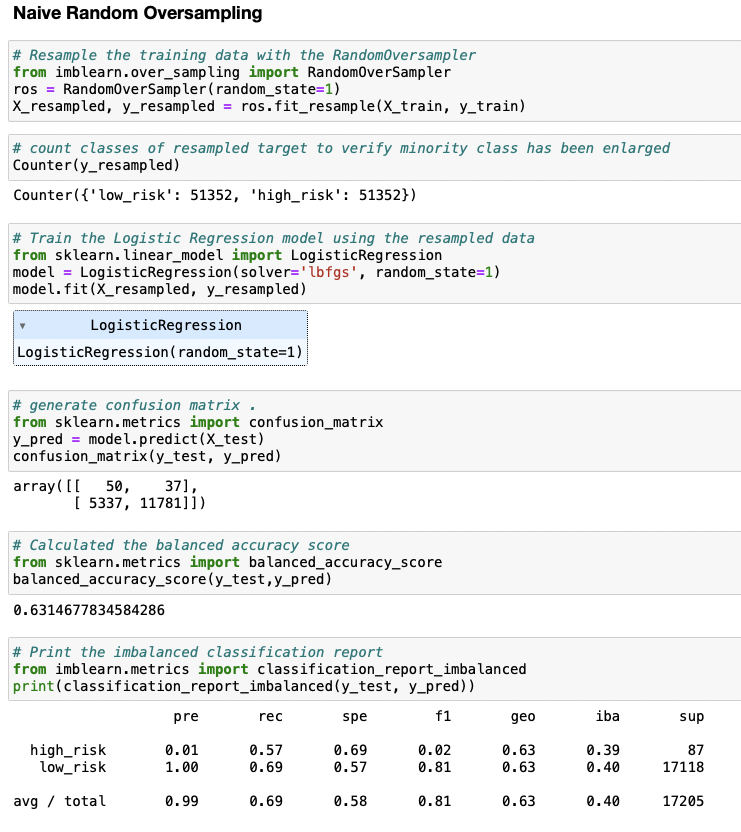 Naive Random Oversampling
# Resample the training data with the RandomOversampler
from imblearn.over_sampling import RandomOverSampler
ros = RandomOverSampler(random_state=1)
X_resampled, y_resampled = ros.fit_resample(X_train, y_train)
# count classes of resampled target to verify minority class has been enlarged
Counter(y_resampled)
Counter({'low_risk': 51352, 'high_risk': 51352})
# Train the Logistic Regression model using the resampled data
from sklearn.linear_model import LogisticRegression
model = LogisticRegression(solver='lbfgs', random_state=1)
model.fit(X_resampled, y_resampled)
▾ LogisticRegression
LogisticRegression(random_state=1)
# generate confusion matrix .
from sklearn.metrics import confusion_matrix
y_pred = model.predict(X_test)
confusion_matrix(y_test, y_pred)
array([[   50,    37],
       [ 5337, 11781]])
# Calculated the balanced accuracy score
from sklearn.metrics import balanced_accuracy_score
balanced_accuracy_score(y_test,y_pred)
0.6314677834584286
# Print the imbalanced classification report
from imblearn.metrics import classification_report_imbalanced
print(classification_report_imbalanced(y_test, y_pred))
                   pre       rec       spe        f1       geo       iba       sup
  high_risk       0.01      0.57      0.69      0.02      0.63      0.39        87
   low_risk       1.00      0.69      0.57      0.81      0.63      0.40     17118
avg / total       0.99      0.69      0.58      0.81      0.63      0.40     17205